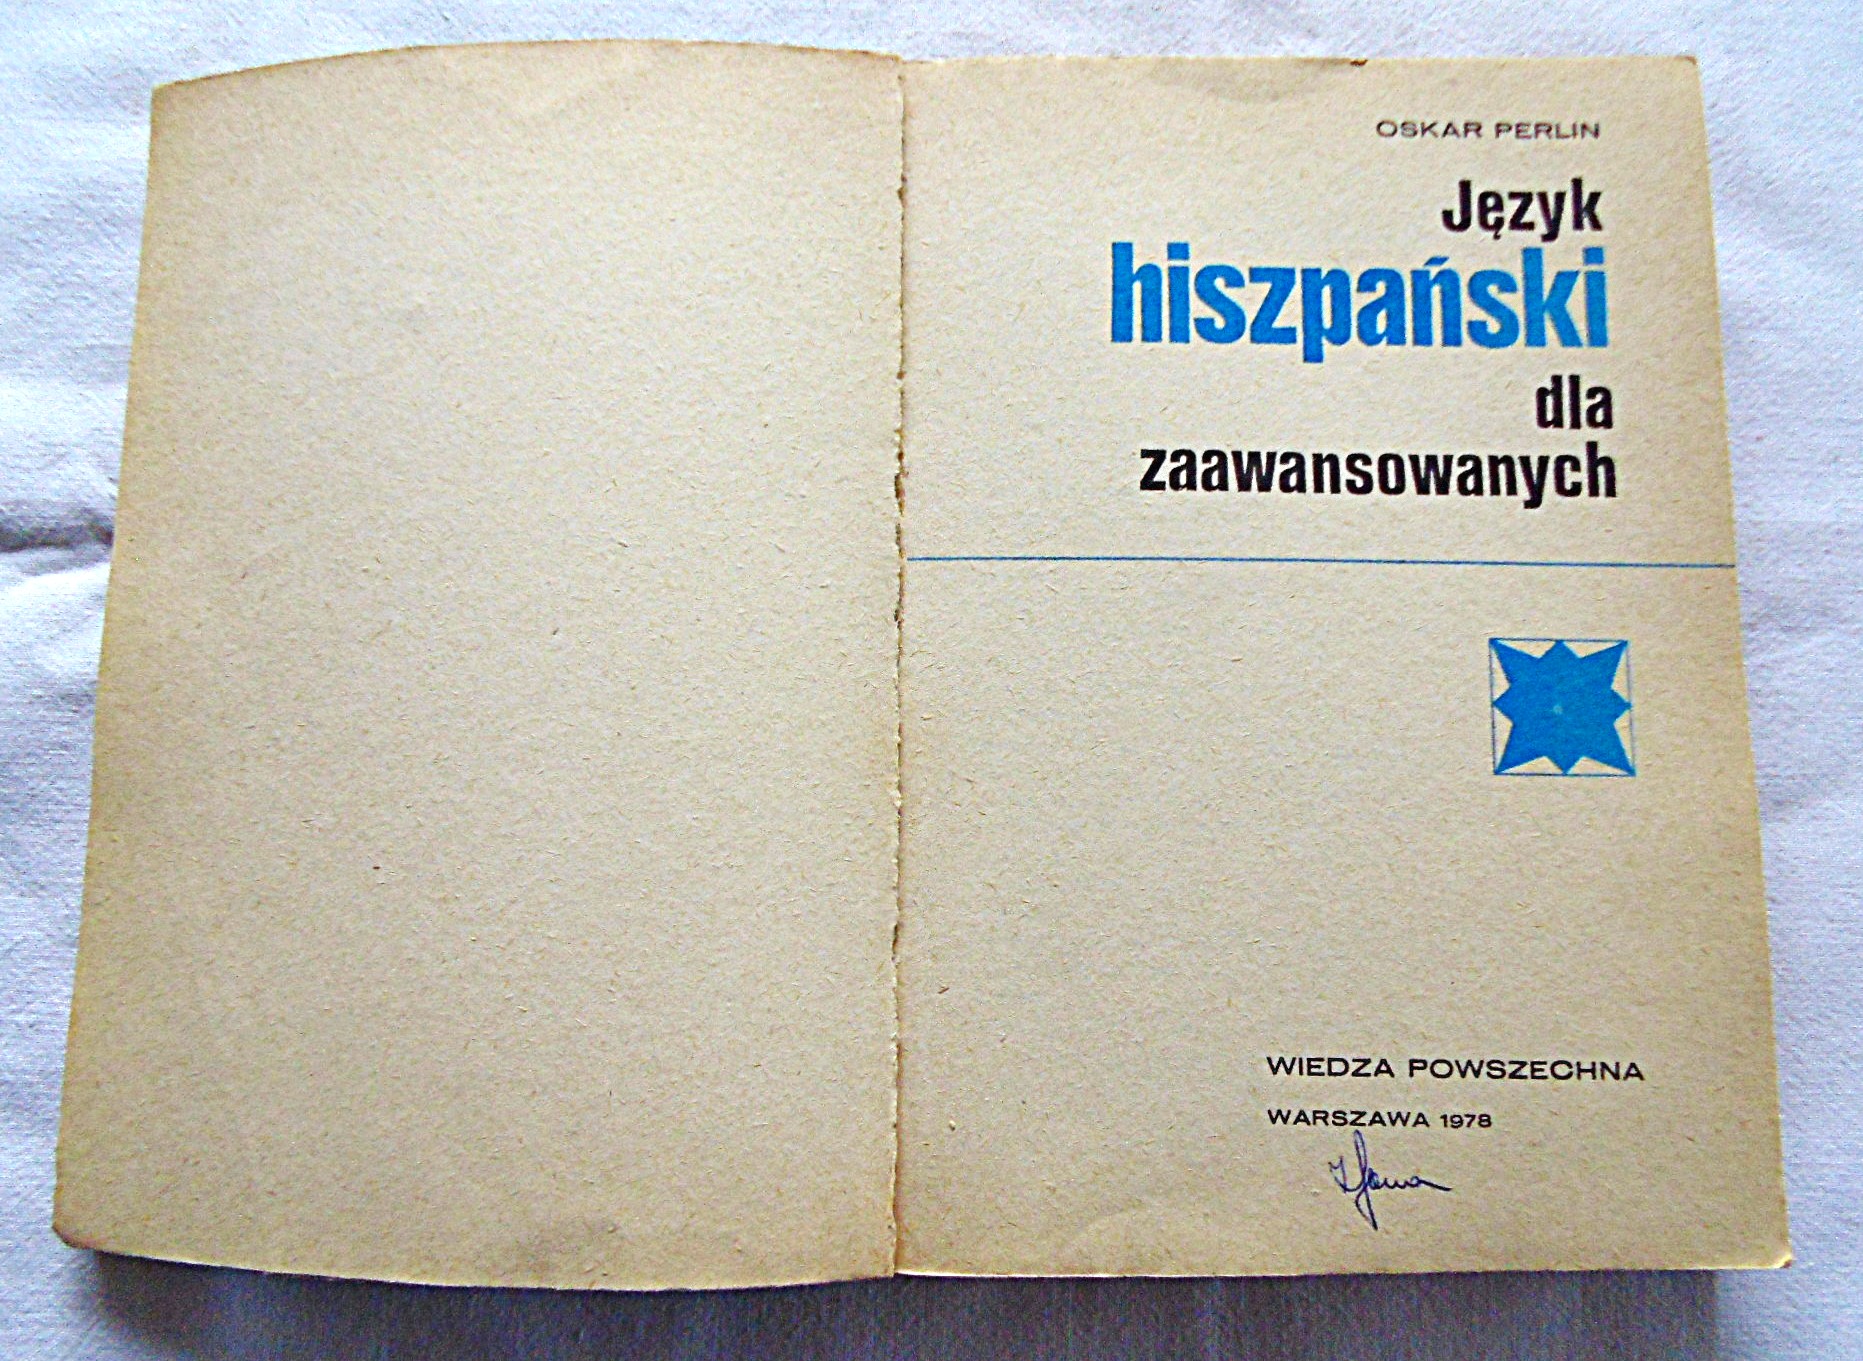 OSKAR PERLIN
Język
hiszpański
dla
zaawansowanych
WIEDZA POWSZECHNA
WARSZAWA 1978